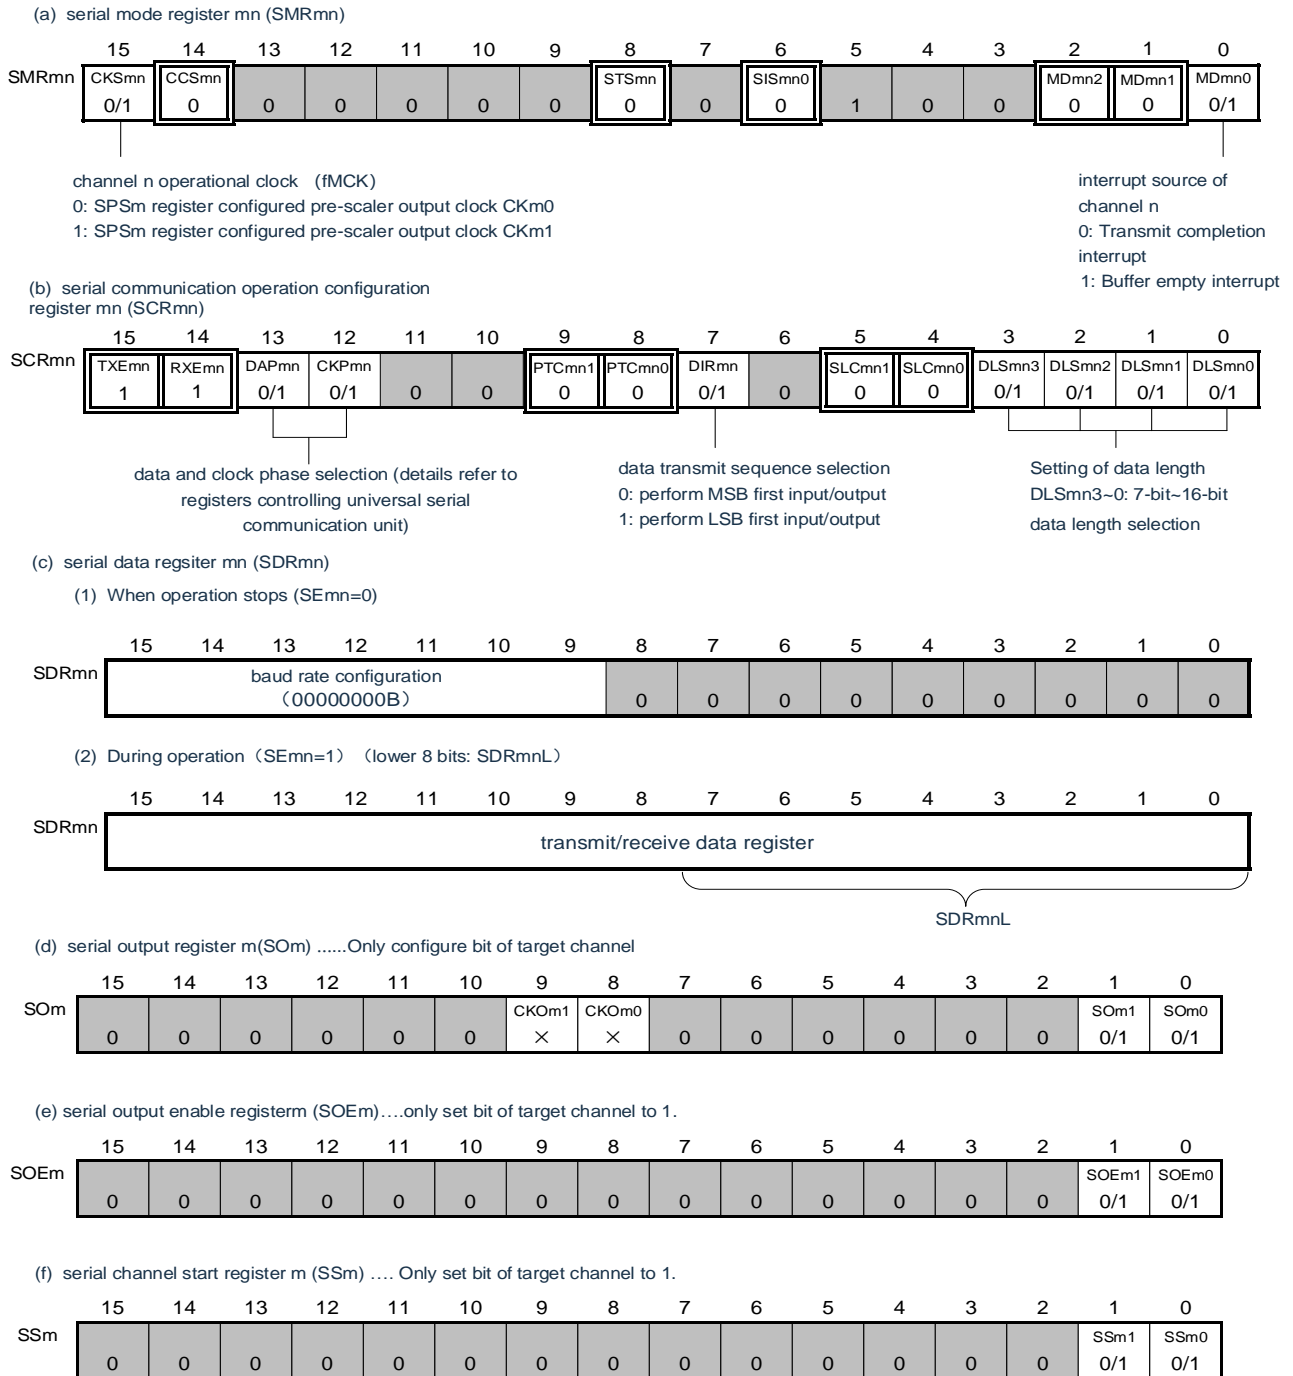 (a) serial mode register mn (SMRmn)
15 14 13 12 11 10 9 8 7 6 5 4 3 2 1 0
SMRmn CKSmn CCSmn STSmn SISmn0 MDmn2 MDmn1 MDmn0
0/1 0 0 0 0 0 0 0 0 0 1 0 0 0 0 0/1
channel n operational clock (fMCK)
0: SPSm register configured pre-scaler output clock CKm0
1: SPSm register configured pre-scaler output clock CKm1
interrupt source of
channel n
0: Transmit completion
interrupt
1: Buffer empty interrupt
(b) serial communication operation configuration
register mn (SCRmn)
15 14 13 12 11 10 9 8 7 6 5 4 3 2 1 0
SCRmn TXEmn RXEmn DAPmn CKPmn PTCmn1 PTCmn0 DIRmn SLCmn1 SLCmn0 DLSmn3 DLSmn2 DLSmn1 DLSmn0
1 1 0/1 0/1 0 0 0 0 0/1 0 0 0 0/1 0/1 0/1 0/1
data and clock phase selection (details refer to
registers controlling universal serial
communication unit)
data transmit sequence selection
0: perform MSB first input/output
1: perform LSB first input/output
Setting of data length
DLSmn3~0: 7-bit~16-bit
data length selection
(c) serial data regsiter mn (SDRmn)
(1) When operation stops (SEmn=0)
15 14 13 12 11 10 9 8 7 6 5 4 3 2 1 0
SDRmn baud rate configuration
（00000000B） 0 0 0 0 0 0 0 0 0
(2) During operation（SEmn=1）（lower 8 bits: SDRmnL）
15 14 13 12 11 10 9 8 7 6 5 4 3 2 1 0
SDRmn transmit/receive data register
SDRmnL
(d) serial output register m(SOm) ......Only configure bit of target channel
15 14 13 12 11 10 9 8 7 6 5 4 3 2 1 0
SOm CKOm1 CKOm0 SOm1 SOm0
0 0 0 0 0 0 × × 0 0 0 0 0 0 0/1 0/1
(e) serial output enable registerm (SOEm)….only set bit of target channel to 1.
15 14 13 12 11 10 9 8 7 6 5 4 3 2 1 0
SOEm SOEm1 SOEm0
0 0 0 0 0 0 0 0 0 0 0 0 0 0 0/1 0/1
(f) serial channel start register m (SSm) …. Only set bit of target channel to 1.
15 14 13 12 11 10 9 8 7 6 5 4 3 2 1 0
SSm SSm1 SSm0
0 0 0 0 0 0 0 0 0 0 0 0 0 0 0/1 0/1